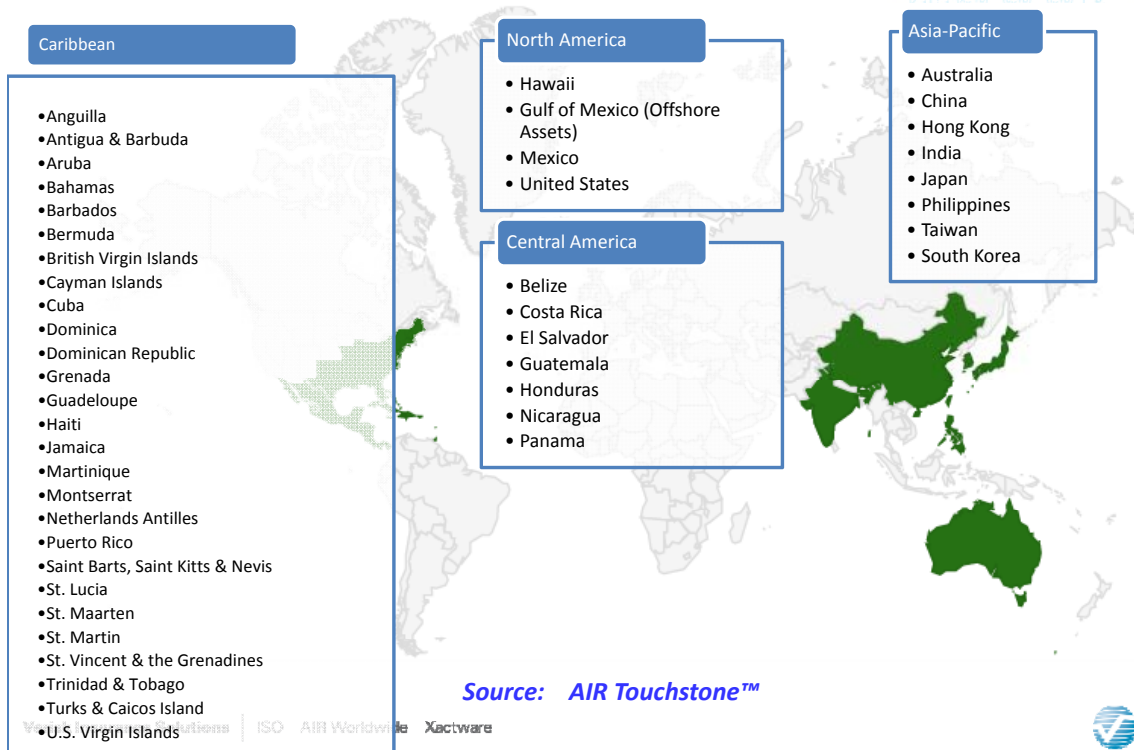 Caribbean
•Anguilla
•Antigua & Barbuda
•Aruba
•Bahamas
•Barbados
•Bermuda
•British Virgin Islands
•Cayman Islands
•Cuba
•Dominica
•Dominican Republic
•Grenada
•Guadeloupe
•Haiti
•Jamaica
•Martinique
•Montserrat
•Netherlands Antilles
•Puerto Rico
•Saint Barts, Saint Kitts & Nevis
•St. Lucia
•St. Maarten
•St. Martin
•St. Vincent & the Grenadines
•Trinidad & Tobago
•Turks & Caicos Island
•U.S. Virgin Islands
North America
• Hawaii
• Gulf of Mexico (Offshore
Assets)
• Mexico
• United States
Central America
• Belize
• Costa Rica
• El Salvador
• Guatemala
• Honduras
• Nicaragua
• Panama
Asia-Pacific
• Australia
• China
• Hong Kong
• India
• Japan
• Philippines
• Taiwan
• South Korea
Source: AIR Touchstone™
Solutions | ISO AIR Worldwide Xactware